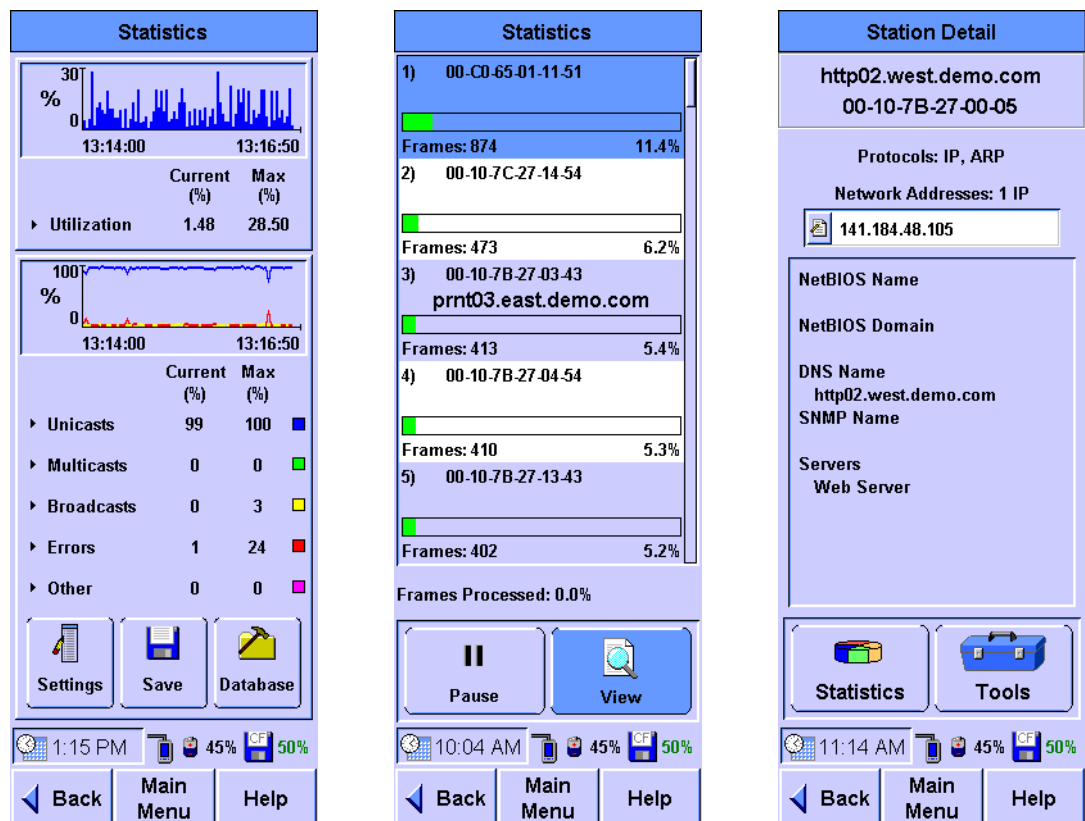 Statistics
30
%
0
13:14:00 13:16:50
Current Max
(%) (%)
Utilization 1.48 28.50
100
%
0
13:14:00 13:16:50
Current Max
(%) (%)
Unicasts 99 100
Multicasts 0 0
Broadcasts 0 3
Errors 1 24
Other 0 0
Settings Save Database
1:15 PM 45% CF 50%
Back Main Menu Help
Statistics
1) 00-C0-65-01-11-51
Frames: 874 11.4%
2) 00-10-7C-27-14-54
Frames: 473 6.2%
3) 00-10-7B-27-03-43
prnt03.east.demo.com
Frames: 413 5.4%
4) 00-10-7B-27-04-54
Frames: 410 5.3%
5) 00-10-7B-27-13-43
Frames: 402 5.2%
Frames Processed: 0.0%
Pause View
10:04 AM 45% CF 50%
Back Main Menu Help
Station Detail
http02.west.demo.com
00-10-7B-27-00-05
Protocols: IP, ARP
Network Addresses: 1 IP
141.184.48.105
NetBIOS Name
NetBIOS Domain
DNS Name
http02.west.demo.com
SNMP Name
Servers
Web Server
Statistics Tools
11:14 AM 45% CF 50%
Back Main Menu Help